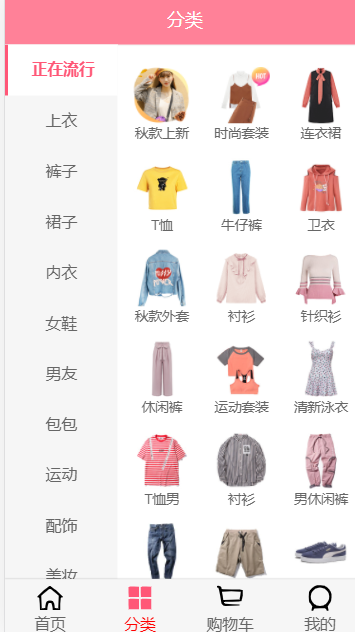 分类
正在流行
上衣
裤子
裙子
内衣
女鞋
男友
包包
运动
配饰
美妆
HOT
秋款上新
时尚套装
连衣裙
T恤
牛仔裤
卫衣
秋款外套
衬衫
针织衫
休闲裤
运动套装
清新泳衣
T恤男
衬衫
男休闲裤
首页
分类
购物车
我的